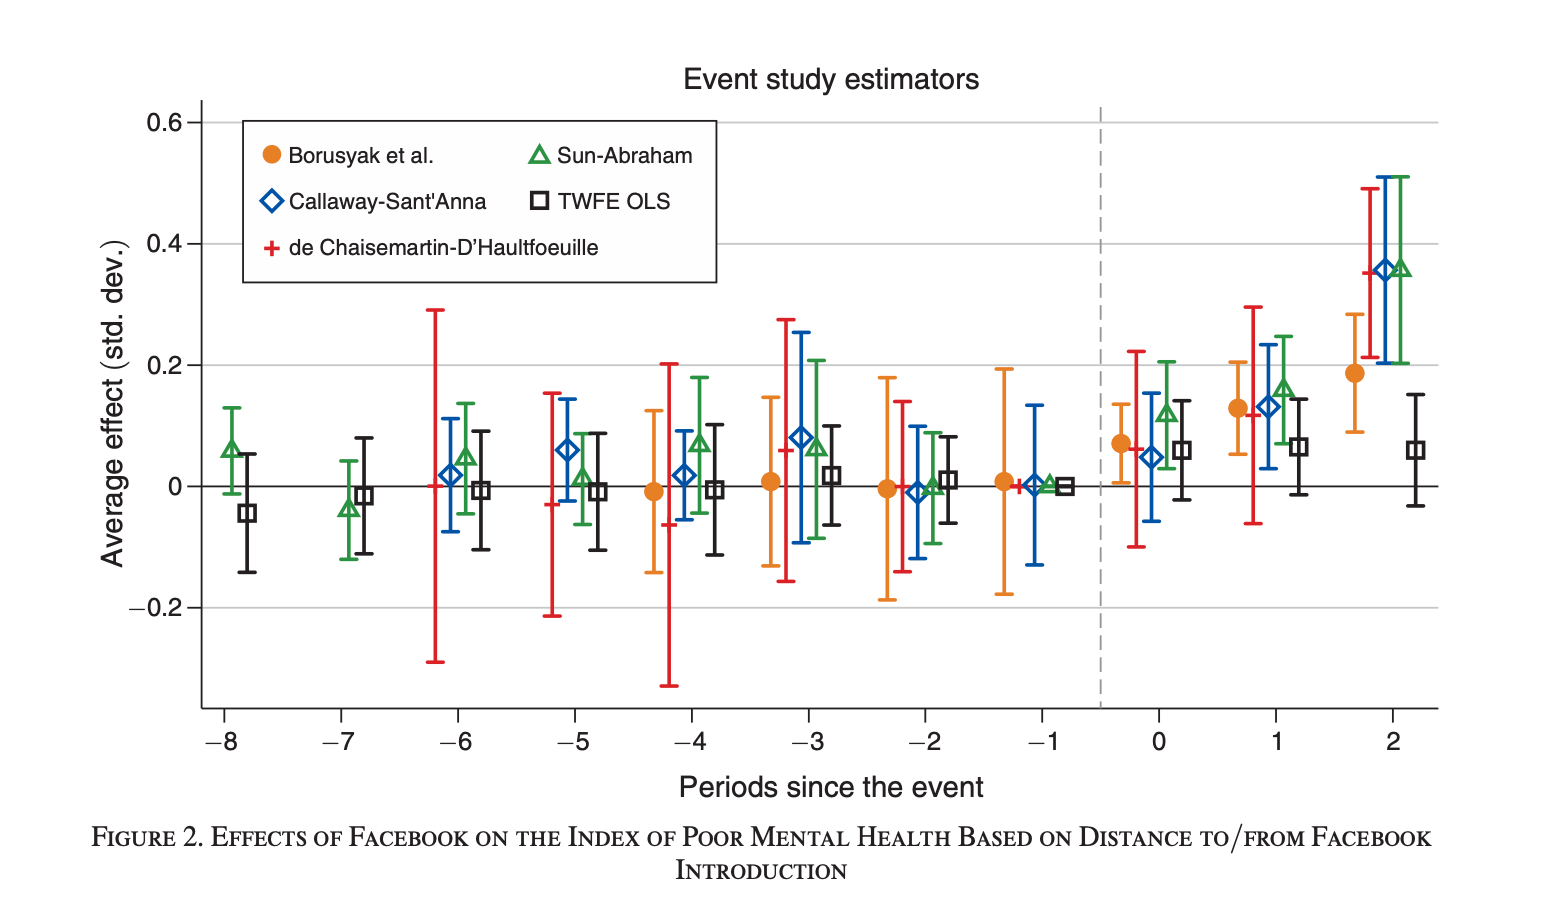 Event study estimators
0.6
Borusyak et al.
Sun-Abraham
Callaway-Sant'Anna
TWFE OLS
de Chaisemartin-D’Haultfoeuille
0.4
0.2
0
−0.2
Average effect (std. dev.)
−8 −7 −6 −5 −4 −3 −2 −1 0 1 2
Periods since the event
Figure 2. Effects of Facebook on the Index of Poor Mental Health Based on Distance to/from Facebook
Introduction